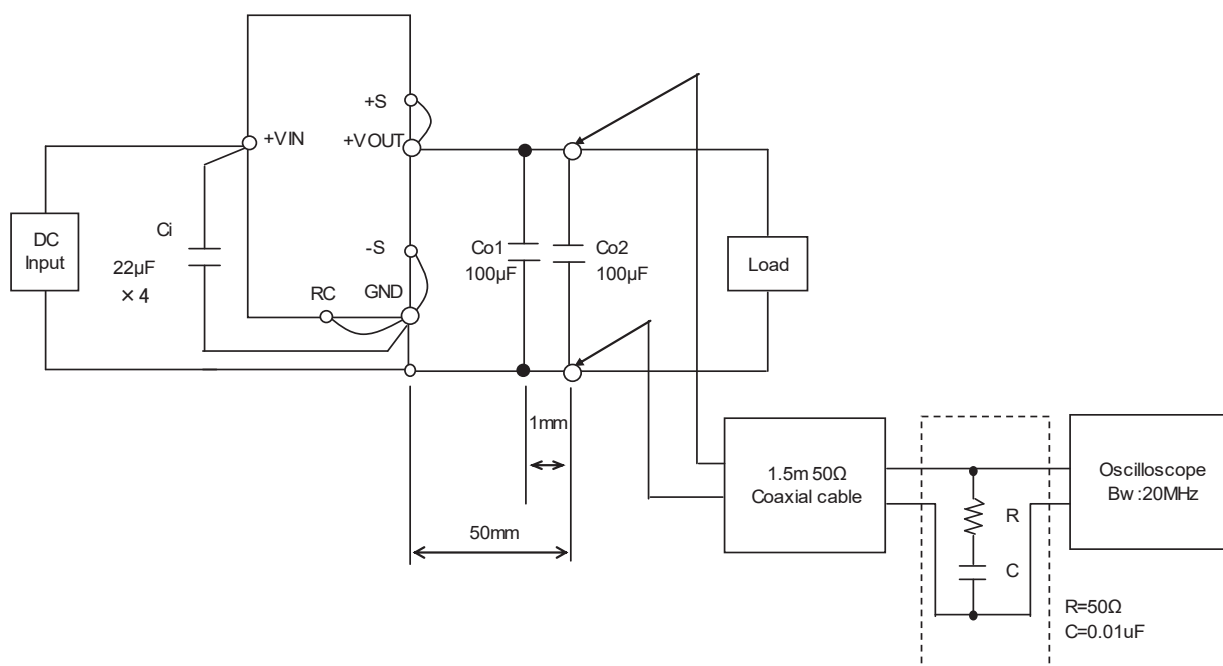 +S
+VIN
+VOUT
Ci
22μF
× 4
DC
Input
-S
RC
GND
Co1
100μF
Co2
100μF
Load
1mm
50mm
1.5m 50Ω
Coaxial cable
R
C
Oscilloscope
Bw :20MHz
R=50Ω
C=0.01uF